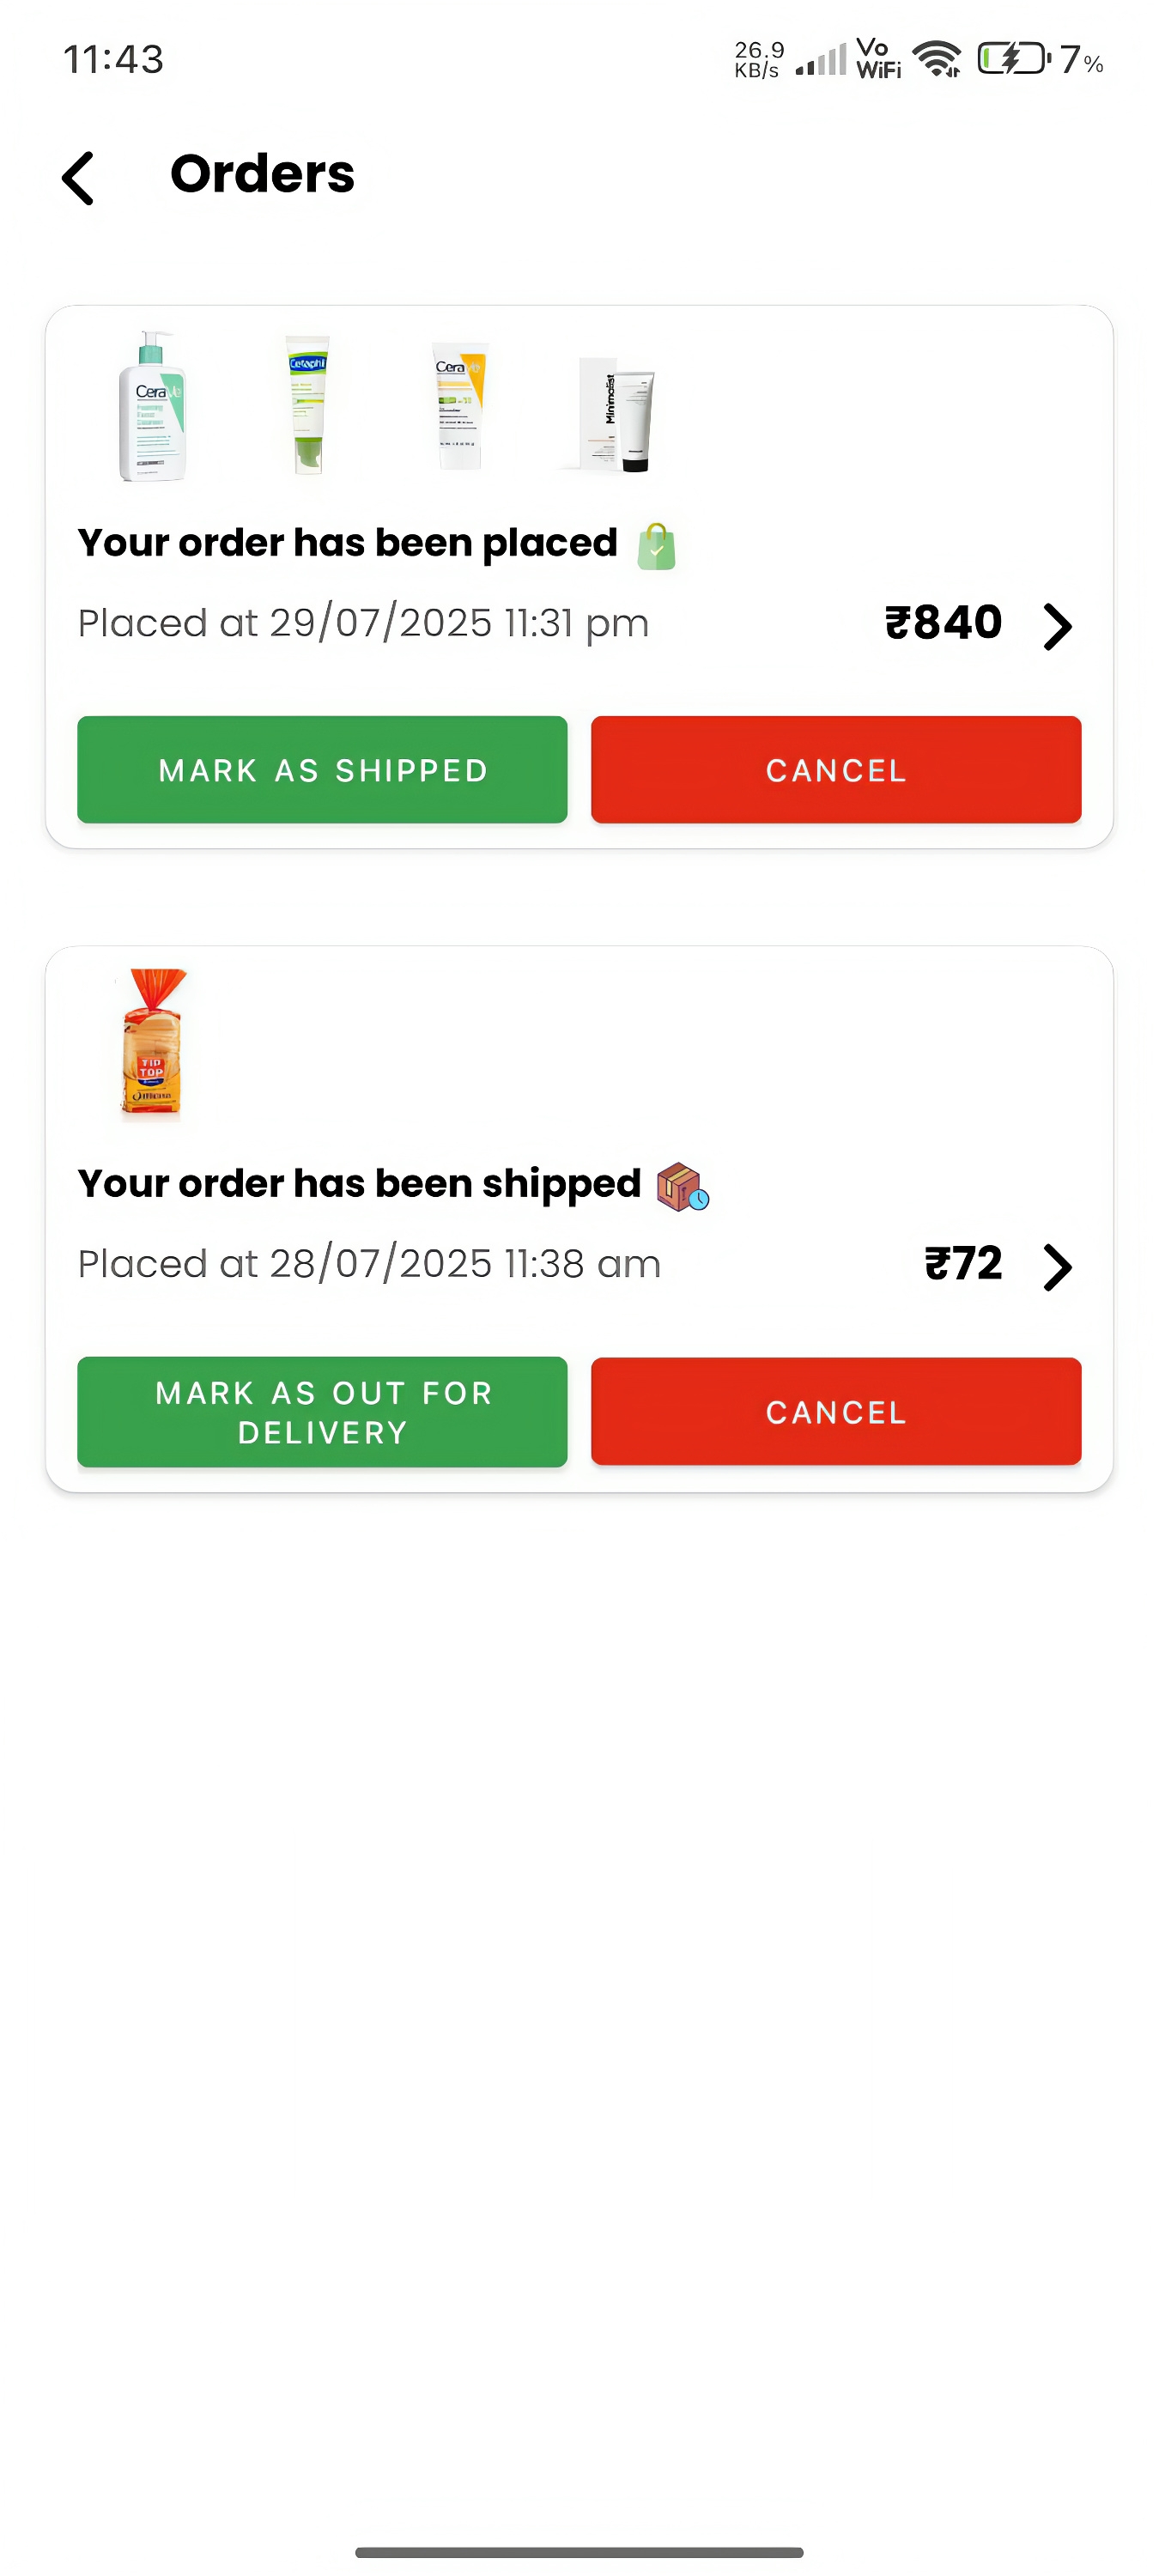 11:43
26.9
KB/s
Vo
WiFi
7%
Orders
CeraVe
Cetaphil
CeraVe
Minimalist
Your order has been placed
Placed at 29/07/2025 11:31 pm
₹840
MARK AS SHIPPED
CANCEL
TIP
TOP
Your order has been shipped
Placed at 28/07/2025 11:38 am
₹72
MARK AS OUT FOR
DELIVERY
CANCEL